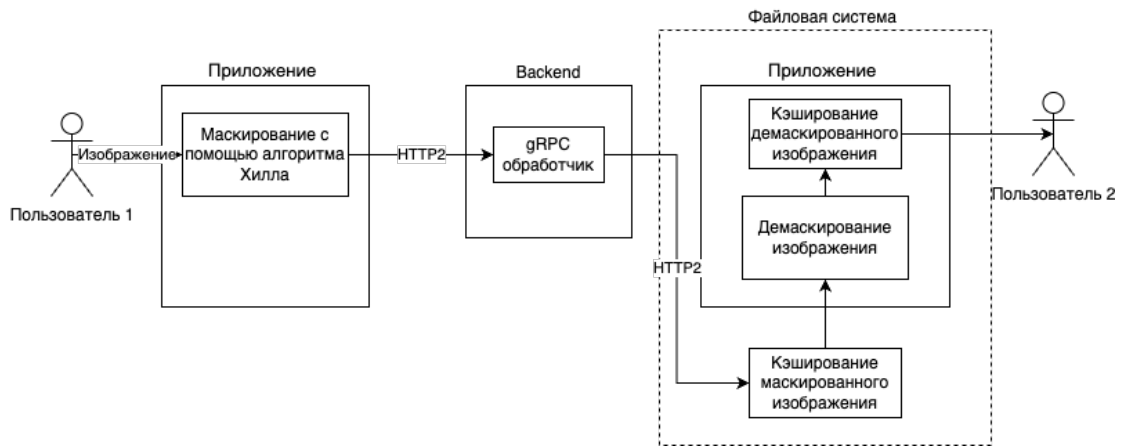 Файловая система
Приложение
Backend
Приложение
Маскирование с
помощью алгоритма
Хилла
Изображение
HTTP2
gRPC
обработчик
Кэширование
демаскированного
изображения
Пользователь 1
Пользователь 2
Демаскирование
изображения
HTTP2
Кэширование
маскированного
изображения